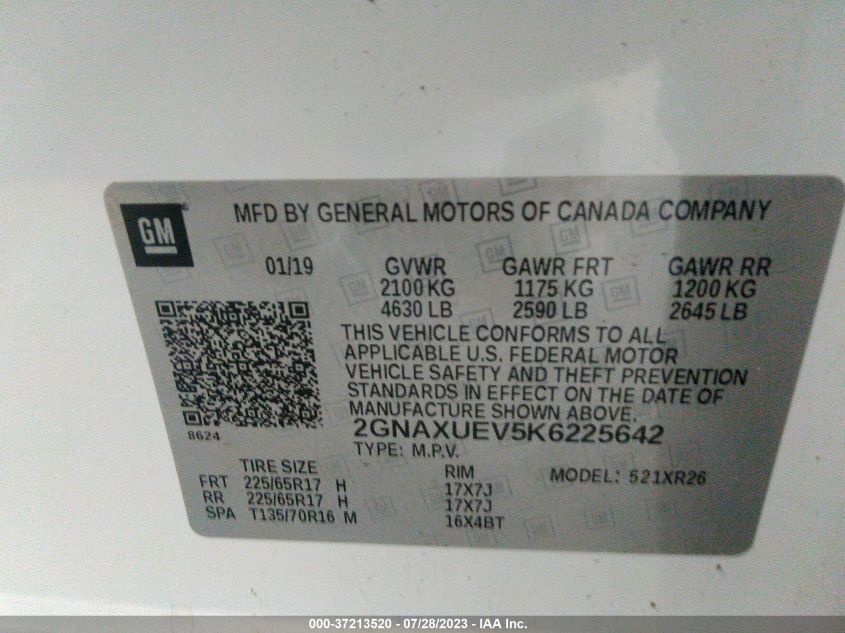 GM
MFD BY GENERAL MOTORS OF CANADA COMPANY
01/19 GVWR GAWR FRT GAWR RR
2100 KG 1175 KG 1200 KG
4630 LB 2590 LB 2645 LB
THIS VEHICLE CONFORMS TO ALL
APPLICABLE U.S. FEDERAL MOTOR
VEHICLE SAFETY AND THEFT PREVENTION
STANDARDS IN EFFECT ON THE DATE OF
MANUFACTURE SHOWN ABOVE.
8624
2GNAXUEV5K6225642
TYPE: M.P.V.
TIRE SIZE RIM MODEL: 521XR26
FRT 225/65R17 H 17X7J
RR 225/65R17 H 17X7J
SPA T135/70R16 M 16X4BT
000-37213520 - 07/28/2023 - IAA Inc.